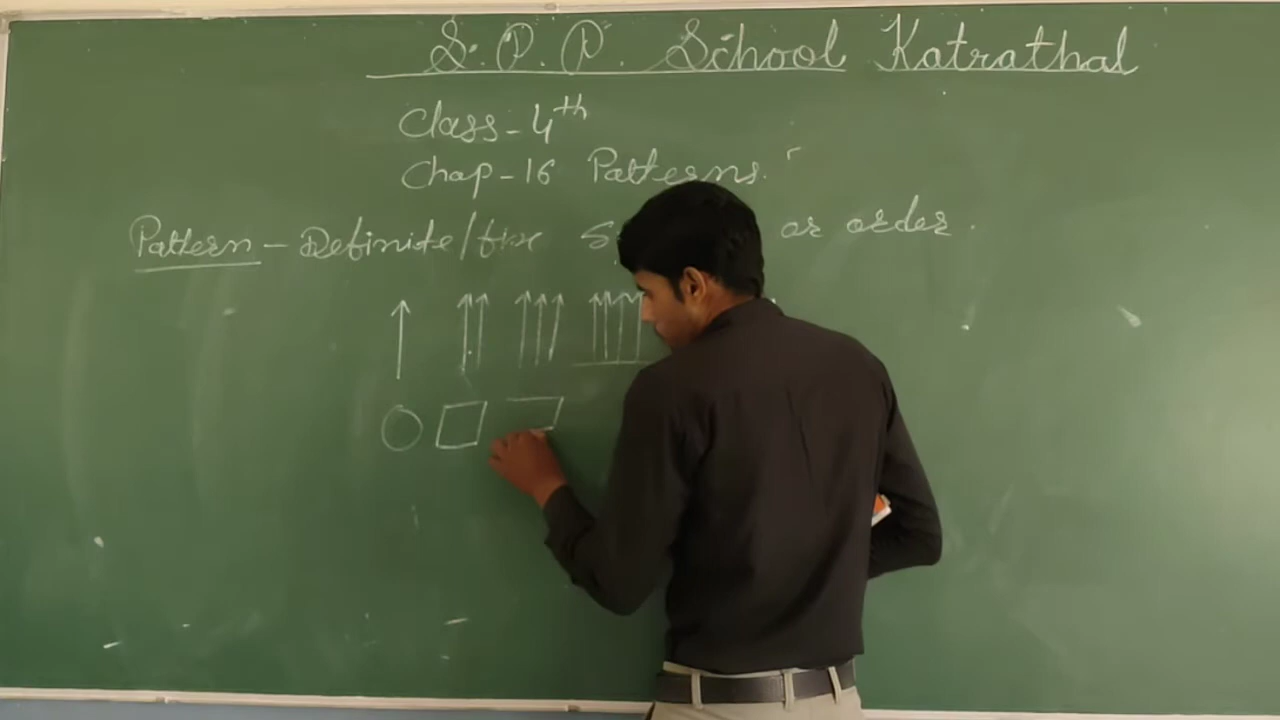 S. P. P. School Katrathal
Class - 4th
Chap - 16 Patterns.
Pattern - Definite/fix or order.